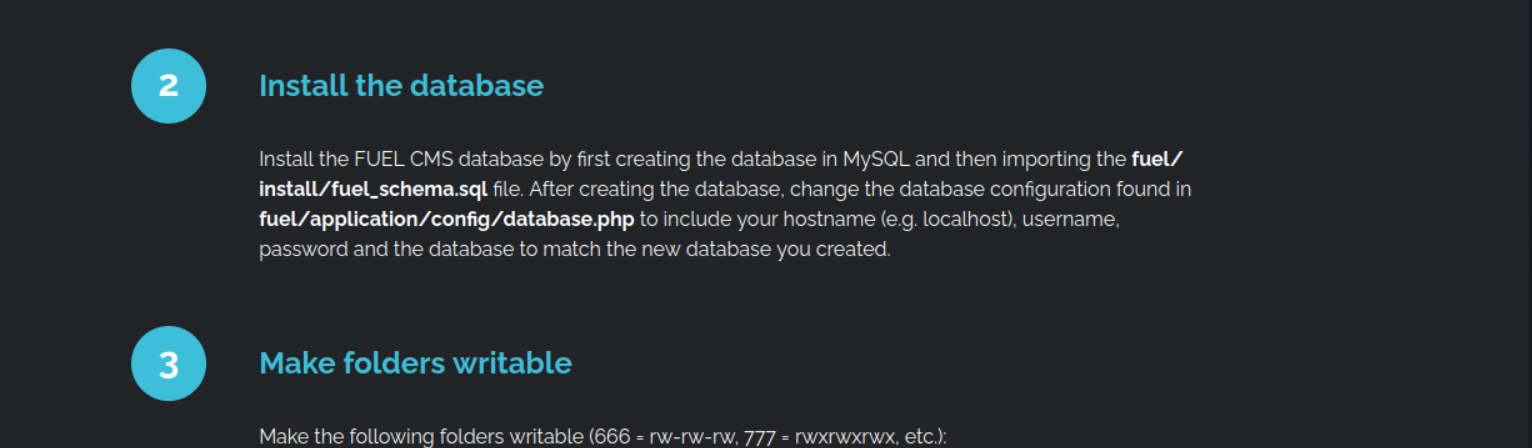 2
Install the database
Install the FUEL CMS database by first creating the database in MySQL and then importing the fuel/
install/fuel_schema.sql file. After creating the database, change the database configuration found in
fuel/application/config/database.php to include your hostname (e.g. localhost), username,
password and the database to match the new database you created.
3
Make folders writable
Make the following folders writable (666 = rw-rw-rw, 777 = rwxrwxrwx, etc.):